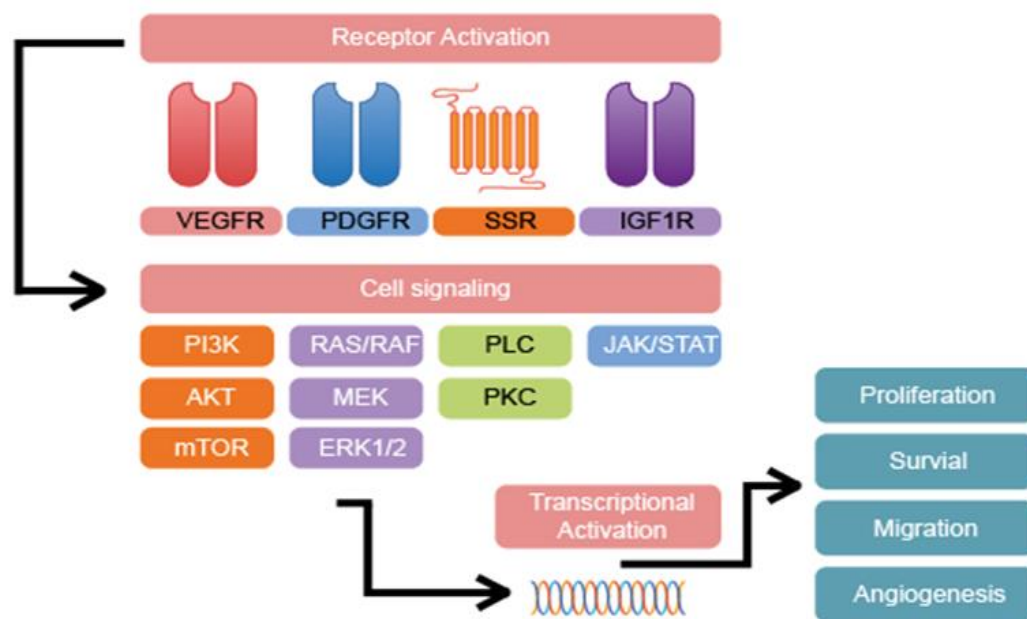 Receptor Activation
VEGFR PDGFR SSR IGF1R
Cell signaling
PI3K RAS/RAF PLC JAK/STAT
AKT MEK PKC
mTOR ERK1/2
Transcriptional
Activation
Proliferation
Survial
Migration
Angiogenesis